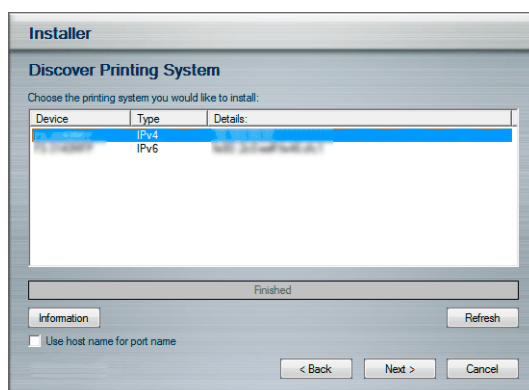 Installer
Discover Printing System
Choose the printing system you would like to install:
Device Type Details:
IPv4
IPv6
Finished
Information Refresh
Use host name for port name
< Back Next > Cancel